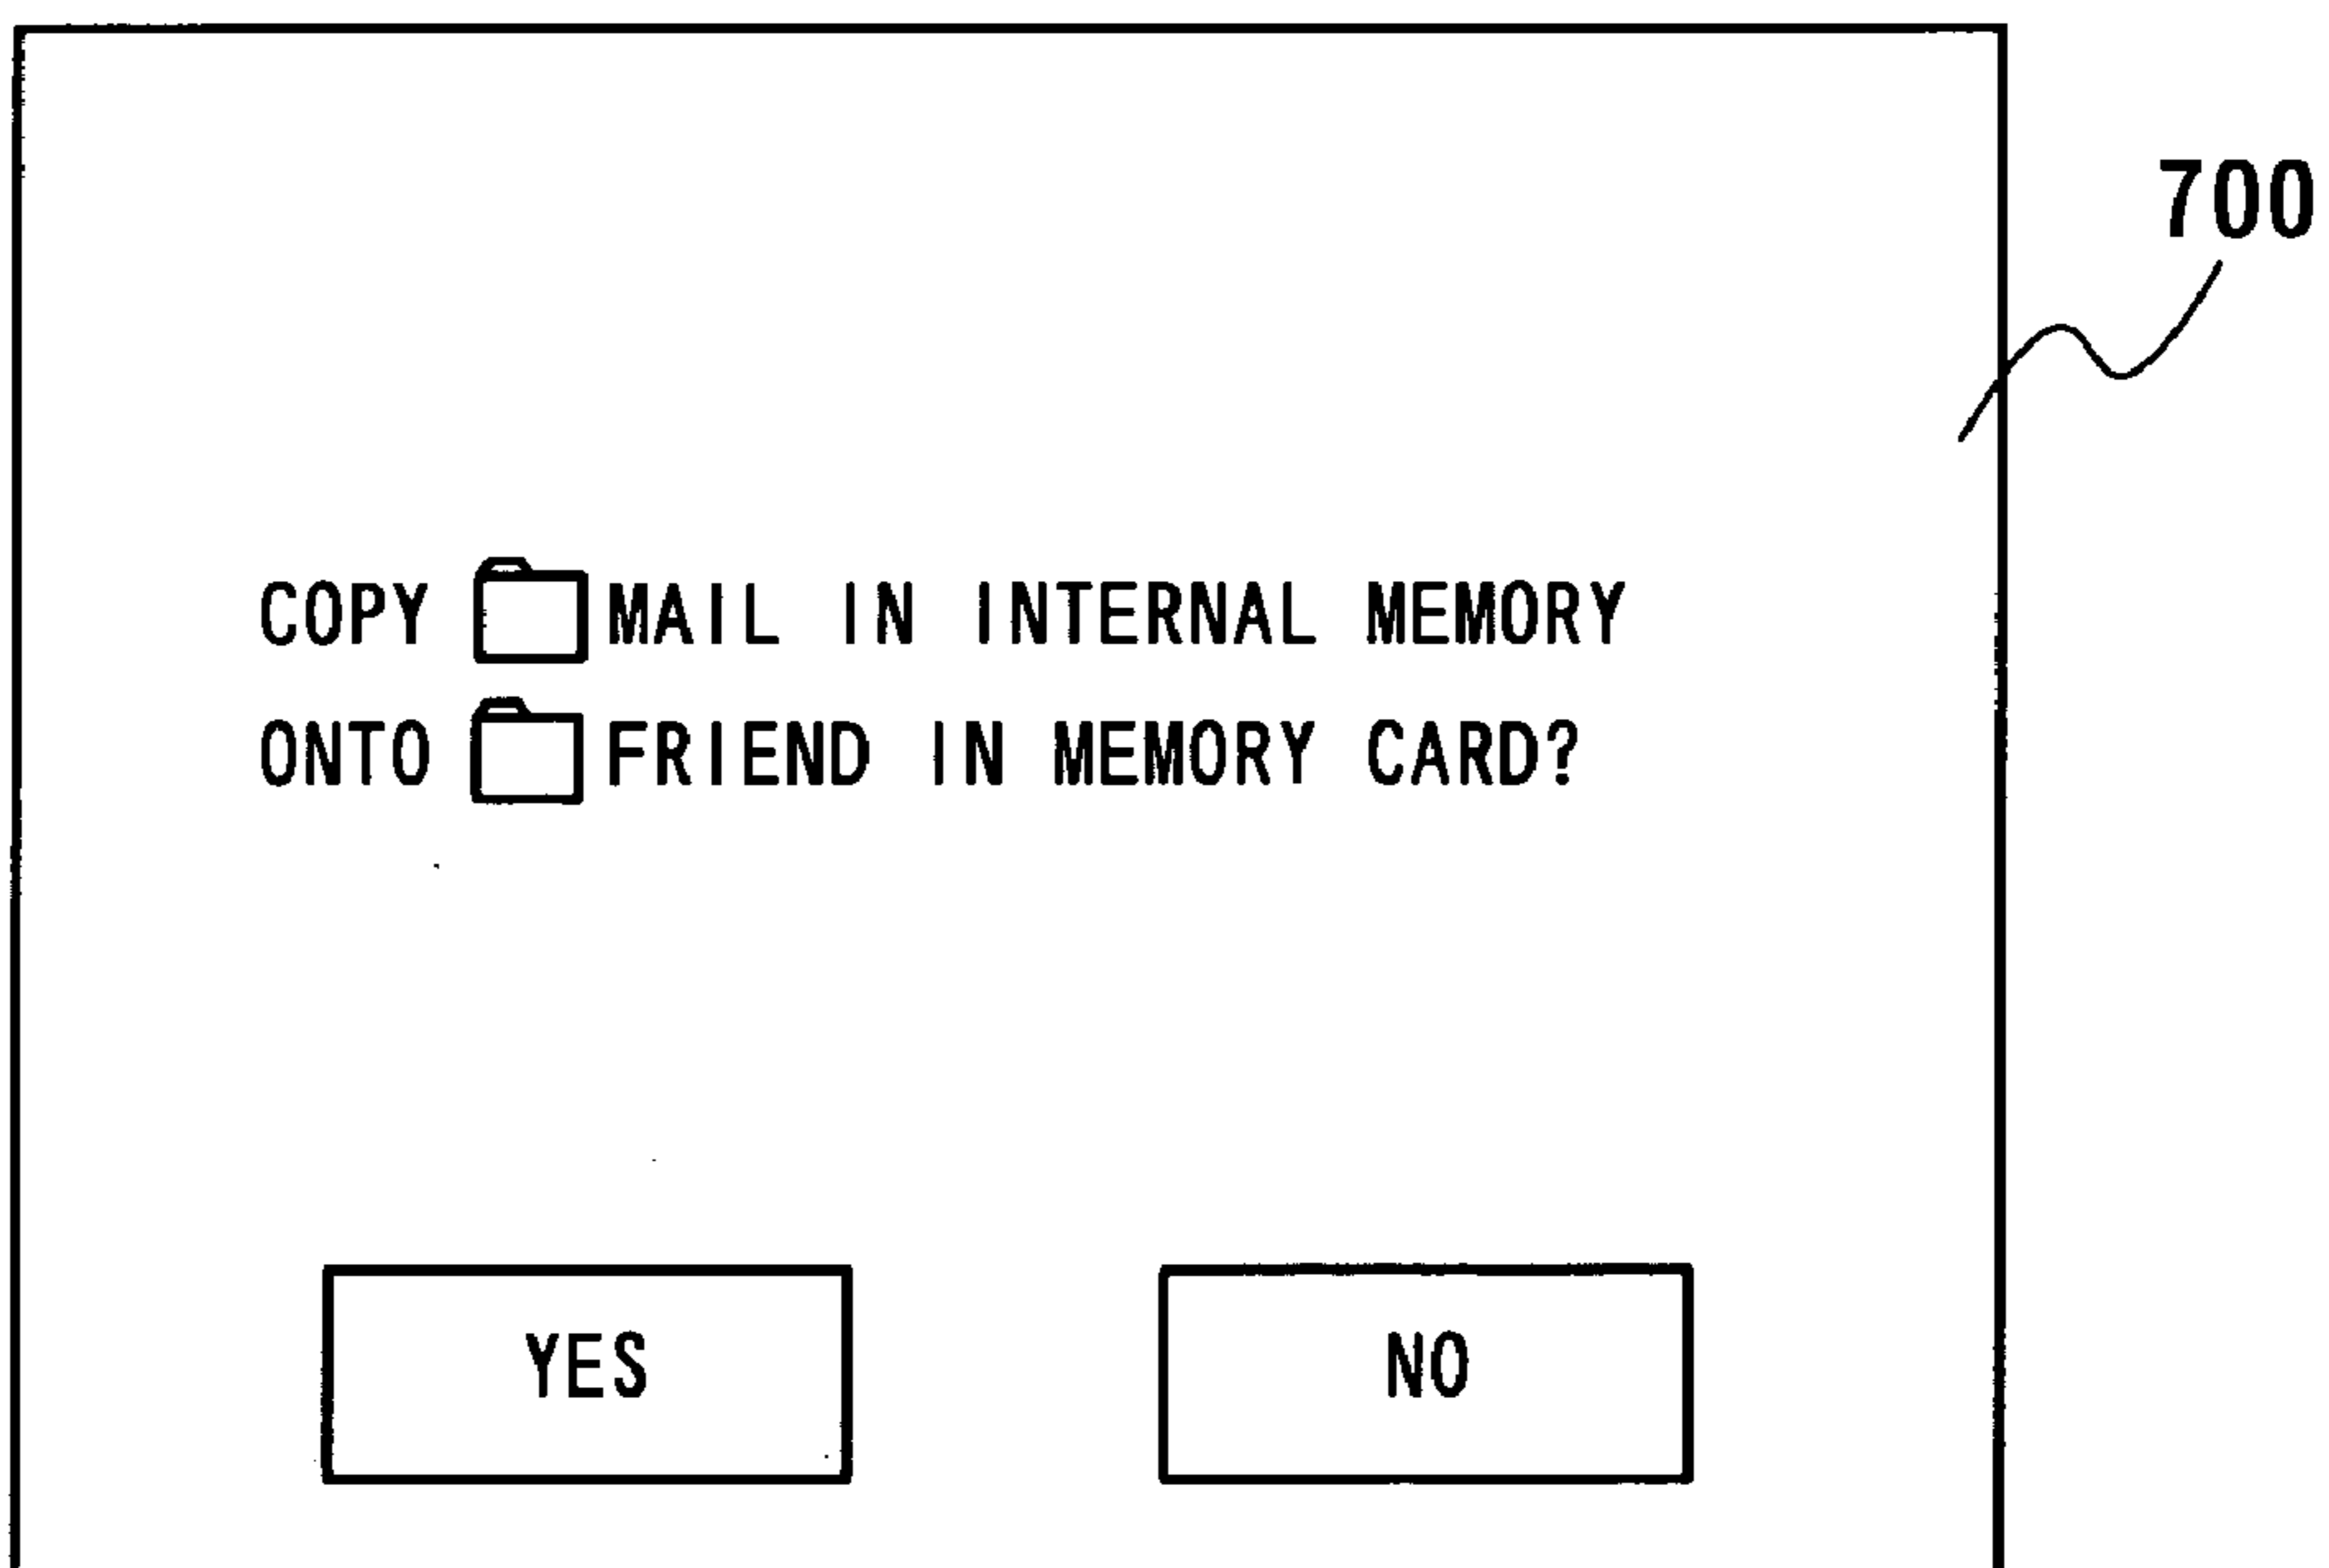 700
COPY MAIL IN INTERNAL MEMORY
ONTO FRIEND IN MEMORY CARD?
YES
NO